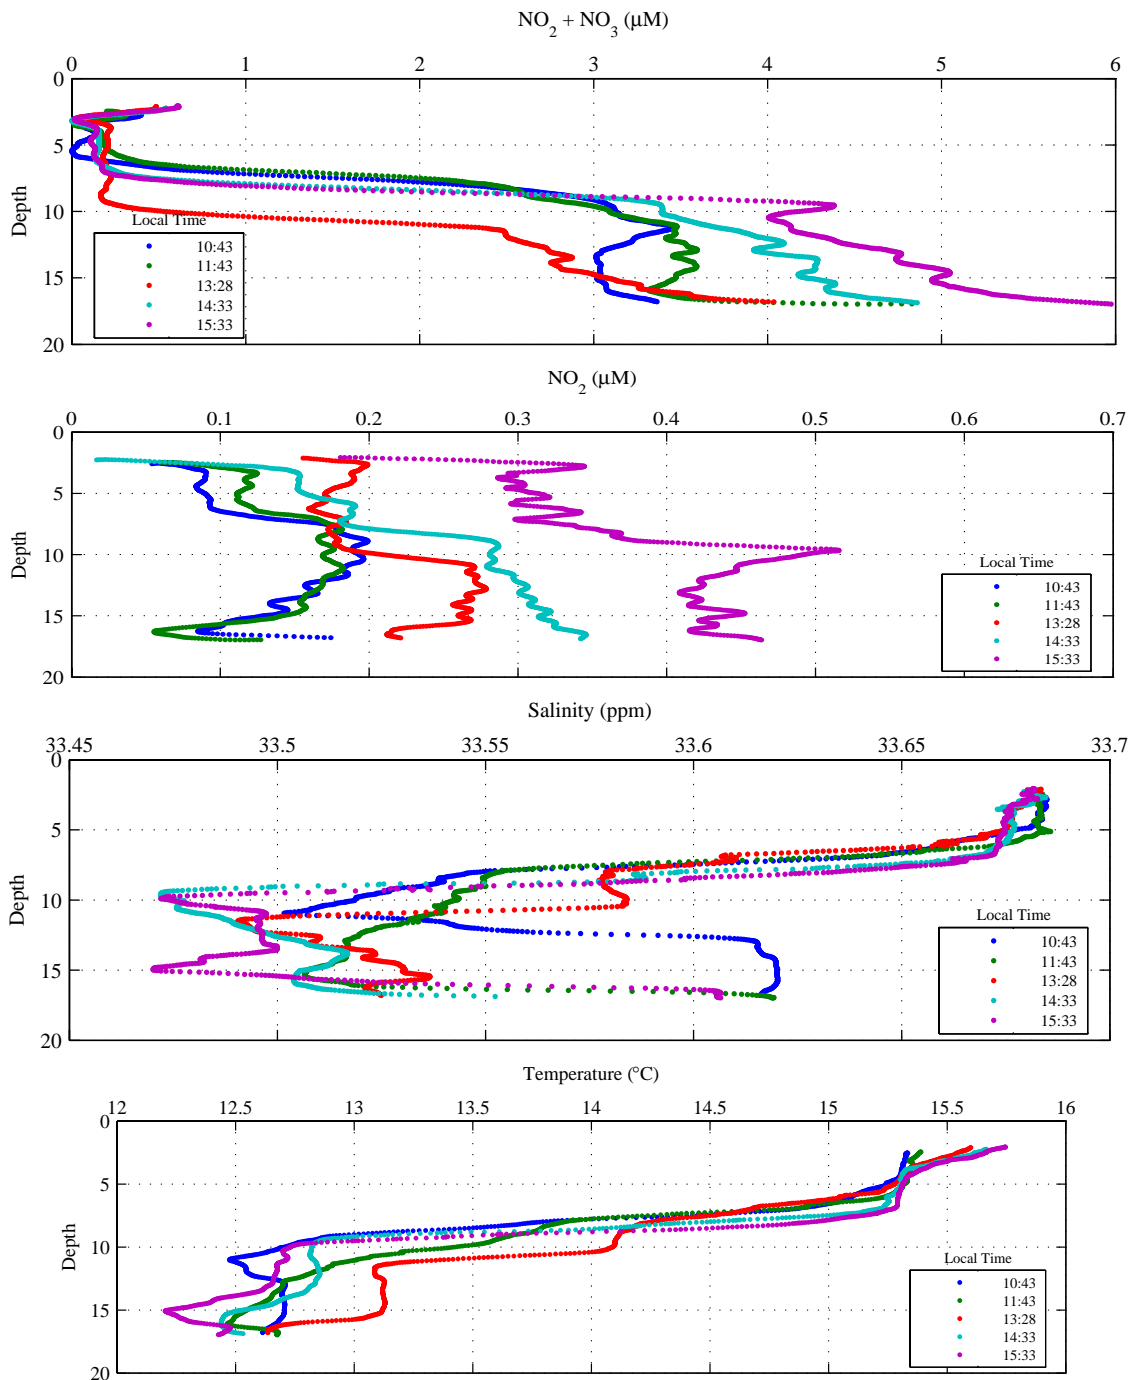 NO2 + NO3 (μM)
0 1 2 3 4 5 6
0
5
10
15
20
Depth
Local Time
10:43
11:43
13:28
14:33
15:33
NO2 (μM)
0 0.1 0.2 0.3 0.4 0.5 0.6 0.7
0
5
10
15
20
Depth
Local Time
10:43
11:43
13:28
14:33
15:33
Salinity (ppm)
33.45 33.5 33.55 33.6 33.65 33.7
0
5
10
15
20
Depth
Local Time
10:43
11:43
13:28
14:33
15:33
Temperature (°C)
12 12.5 13 13.5 14 14.5 15 15.5 16
0
5
10
15
20
Depth
Local Time
10:43
11:43
13:28
14:33
15:33